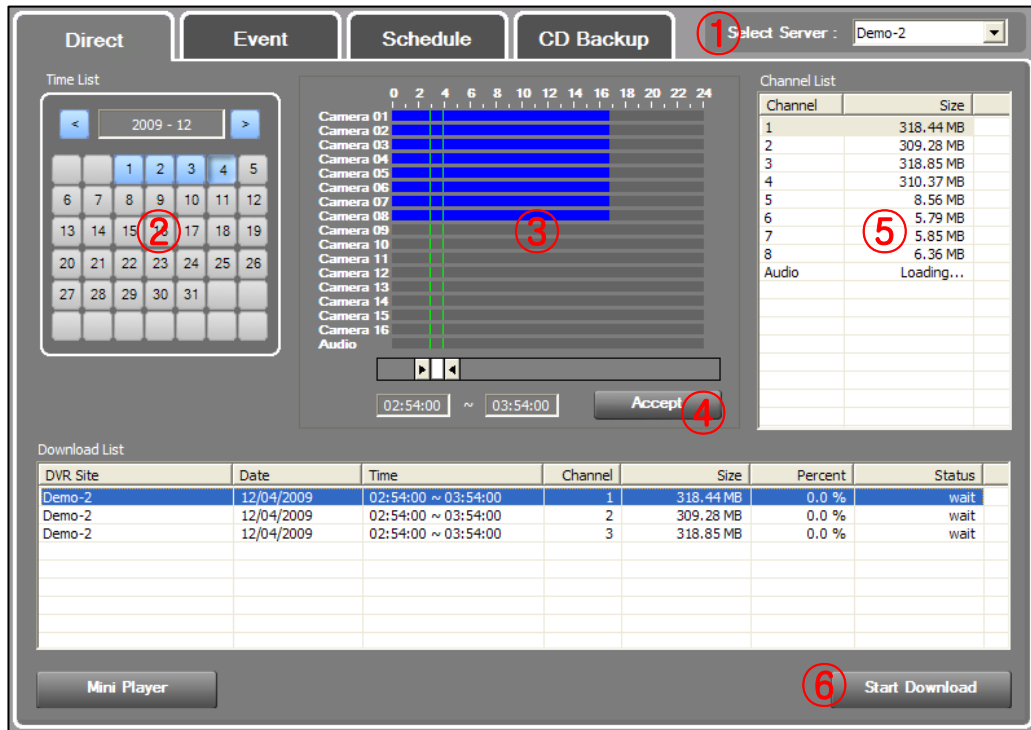 Direct Event Schedule CD Backup ① Select Server : Demo-2
Time List
< 2009 - 12 >
1 2 3 4 5
6 7 8 9 10 11 12
13 14 15 16 17 18 19
20 21 22 23 24 25 26
27 28 29 30 31
②
0 2 4 6 8 10 12 14 16 18 20 22 24
Camera 01
Camera 02
Camera 03
Camera 04
Camera 05
Camera 06
Camera 07
Camera 08
Camera 09
Camera 10
Camera 11
Camera 12
Camera 13
Camera 14
Camera 15
Camera 16
Audio
③
02:54:00 ~ 03:54:00 Accept ④
Channel List
Channel Size
1 318.44 MB
2 309.28 MB
3 318.85 MB
4 310.37 MB
5 8.56 MB
6 5.79 MB
7 5.85 MB
8 6.36 MB
Audio Loading...
⑤
Download List
DVR Site Date Time Channel Size Percent Status
Demo-2 12/04/2009 02:54:00 ~ 03:54:00 1 318.44 MB 0.0 % wait
Demo-2 12/04/2009 02:54:00 ~ 03:54:00 2 309.28 MB 0.0 % wait
Demo-2 12/04/2009 02:54:00 ~ 03:54:00 3 318.85 MB 0.0 % wait
Mini Player ⑥ Start Download